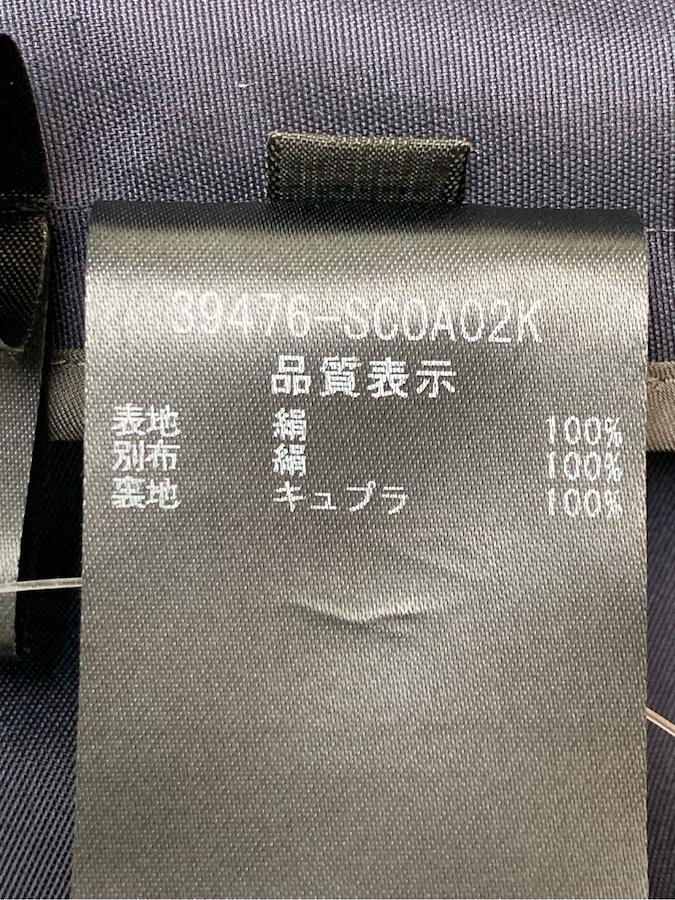 39476-SCOA02K
品質表示
表地 絹 100%
別布 絹 100%
裏地 キュプラ 100%